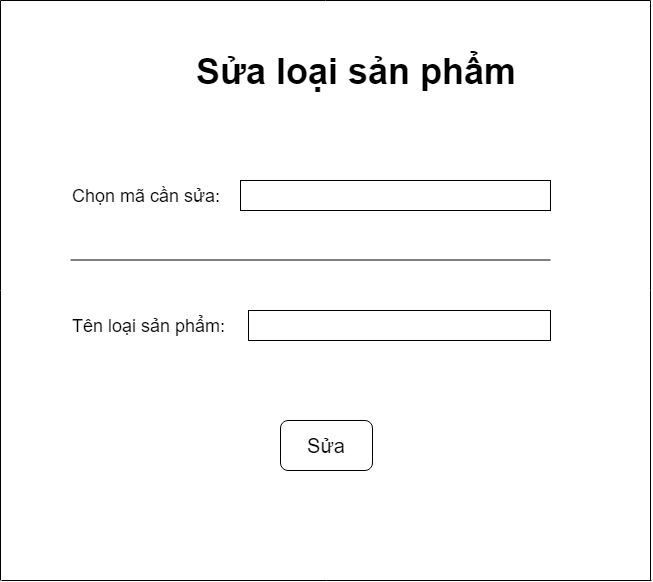 Sửa loại sản phẩm
Chọn mã cần sửa:
Tên loại sản phẩm:
Sửa